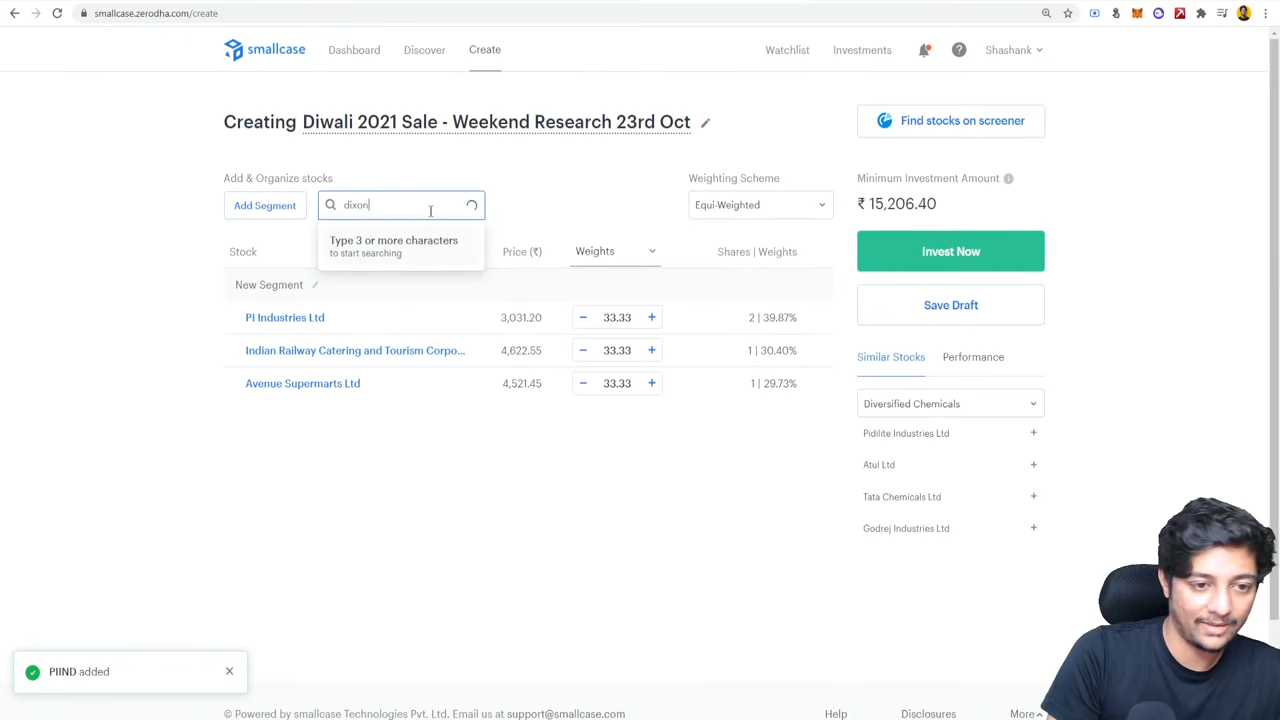 smallcase.zerodha.com/create
smallcase
Dashboard
Discover
Create
Watchlist
Investments
Shashank
Creating Diwali 2021 Sale - Weekend Research 23rd Oct
Find stocks on screener
Add & Organize stocks
Weighting Scheme
Minimum Investment Amount
Add Segment
dixon
Equi-Weighted
₹ 15,206.40
Type 3 or more characters
to start searching
Stock
Price (₹)
Weights
Shares | Weights
Invest Now
New Segment
Save Draft
PI Industries Ltd
3,031.20
− 33.33 +
2 | 39.87%
Indian Railway Catering and Tourism Corpo...
4,622.55
− 33.33 +
1 | 30.40%
Avenue Supermarts Ltd
4,521.45
− 33.33 +
1 | 29.73%
Similar Stocks
Performance
Diversified Chemicals
Pidilite Industries Ltd +
Atul Ltd +
Tata Chemicals Ltd +
Godrej Industries Ltd +
PIIND added
© Powered by smallcase Technologies Pvt. Ltd. Email us at support@smallcase.com
Help
Disclosures
More